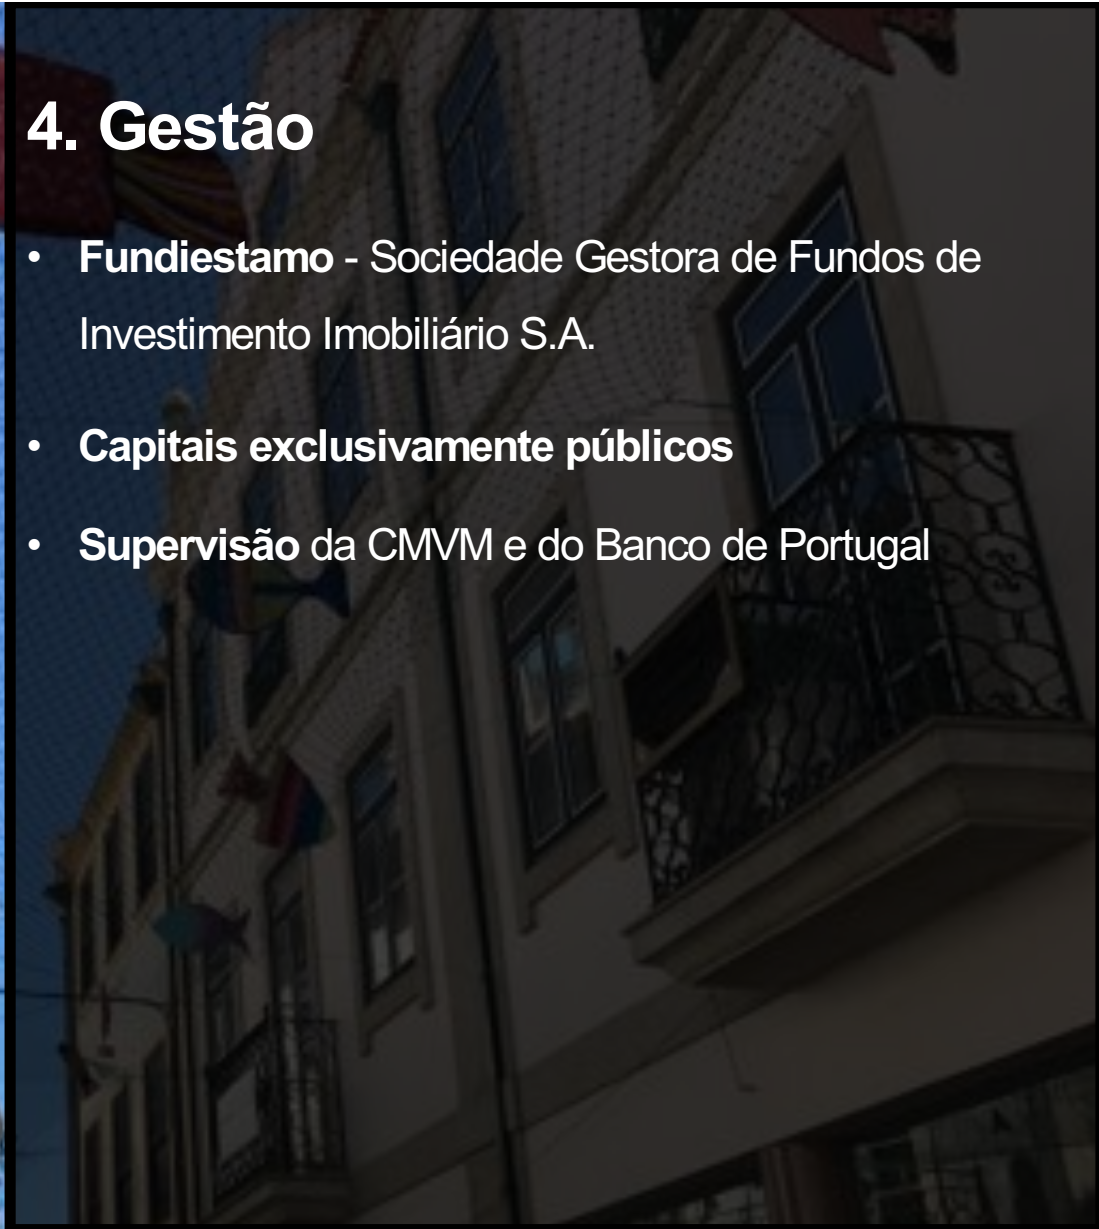 4. Gestão
• Fundiestamo - Sociedade Gestora de Fundos de
Investimento Imobiliário S.A.
• Capitais exclusivamente públicos
• Supervisão da CMVM e do Banco de Portugal